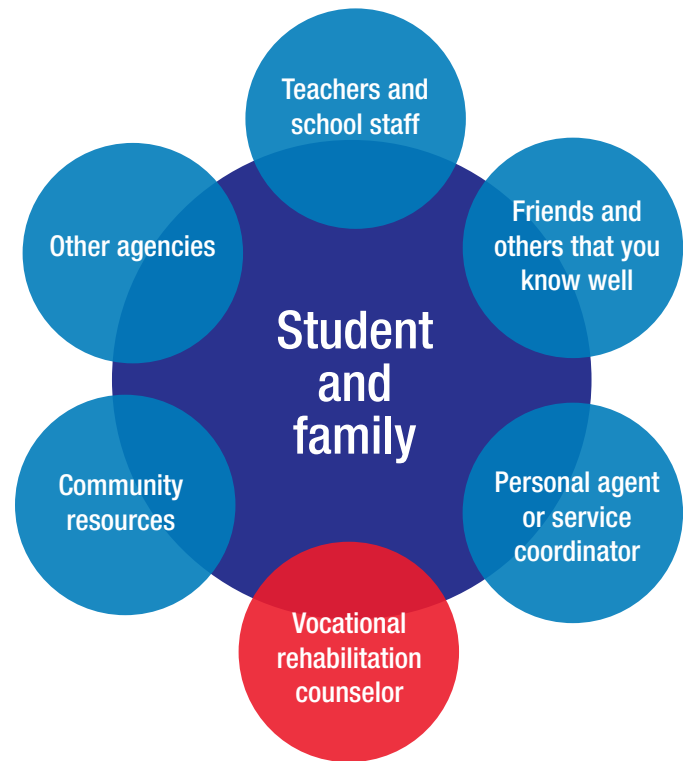 Teachers and
school staff
Friends and
others that you
know well
Other agencies
Student
and
family
Personal agent
or service
coordinator
Community
resources
Vocational
rehabilitation
counselor